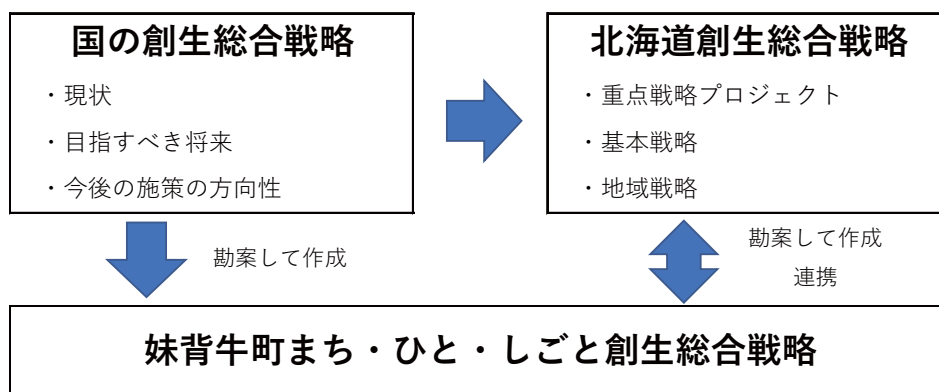 国の創生総合戦略
・現状
・目指すべき将来
・今後の施策の方向性
北海道創生総合戦略
・重点戦略プロジェクト
・基本戦略
・地域戦略
勘案して作成
勘案して作成
連携
妹背牛町まち・ひと・しごと創生総合戦略